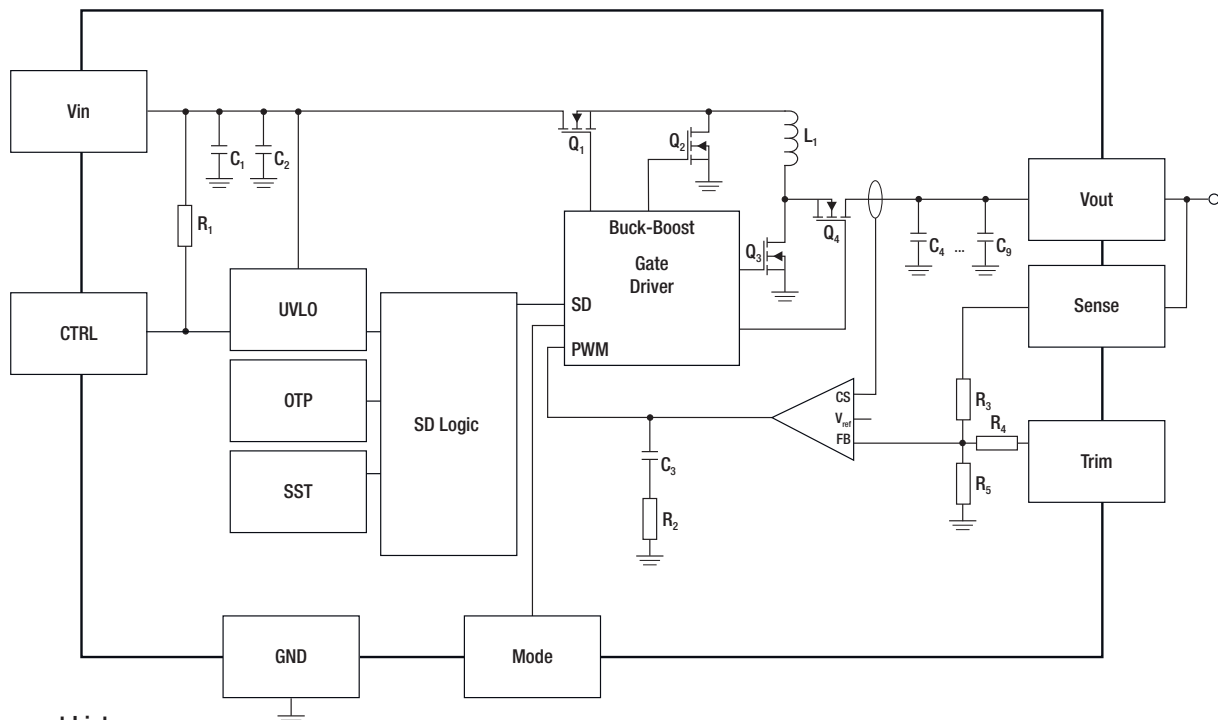 Vin
C₁
C₂
Q₁
Q₂
L₁
R₁
Buck-Boost
Gate
Driver
Q₃
Q₄
C₄ ... C₉
Vout
CTRL
UVLO
SD
PWM
Sense
OTP
SD Logic
CS
Vref
FB
R₃
R₄
SST
C₃
R₅
Trim
R₂
GND
Mode